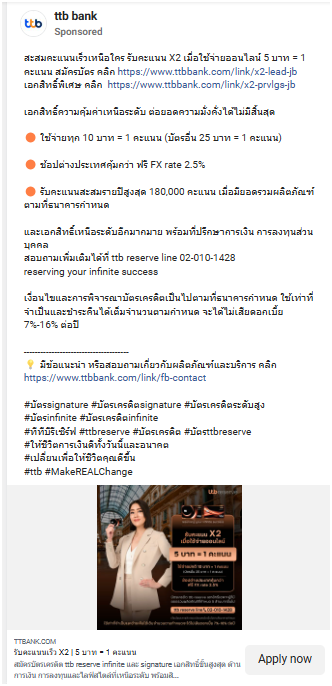 ttb bank
Sponsored
สะสมคะแนนเร็วเหนือใคร รับคะแนน X2 เมื่อใช้จ่ายออนไลน์ 5 บาท = 1
คะแนน สมัครบัตร คลิก https://www.ttbbank.com/link/x2-lead-jb
เอกสิทธิ์พิเศษ คลิก https://www.ttbbank.com/link/x2-prvlgs-jb
เอกสิทธิ์ความคุ้มค่าเหนือระดับ ต่อยอดความมั่งคั่งได้ไม่มีสิ้นสุด
ใช้จ่ายทุก 10 บาท = 1 คะแนน (บัตรอื่น 25 บาท = 1 คะแนน)
ช้อปต่างประเทศคุ้มกว่า ฟรี FX rate 2.5%
รับคะแนนสะสมรายปีสูงสุด 180,000 คะแนน เมื่อมียอดรวมผลิตภัณฑ์
ตามที่ธนาคารกำหนด
และเอกสิทธิ์เหนือระดับอีกมากมาย พร้อมที่ปรึกษาการเงิน การลงทุนส่วน
บุคคล
สอบถามเพิ่มเติมได้ที่ ttb reserve line 02-010-1428
reserving your infinite success
เงื่อนไขและการพิจารณาบัตรเครดิตเป็นไปตามที่ธนาคารกำหนด ใช้เท่าที่
จำเป็นและชำระคืนได้เต็มจำนวนตามกำหนด จะได้ไม่เสียดอกเบี้ย
7%-16% ต่อปี
-----------------------------------
มีข้อแนะนำ หรือสอบถามเกี่ยวกับผลิตภัณฑ์และบริการ คลิก
https://www.ttbbank.com/link/fb-contact
#บัตรsignature #บัตรเครดิตsignature #บัตรเครดิตระดับสูง
#บัตรinfinite #บัตรเครดิตinfinite
#ทีทีบีรีเซิร์ฟ #ttbreserve #บัตรเครดิต #บัตรttbreserve
#ให้ชีวิตการเงินดีทั้งวันนี้และอนาคต
#เปลี่ยนเพื่อให้ชีวิตคุณดีขึ้น
#ttb #MakeREALChange
ttb reserve
รับคะแนน X2
เมื่อใช้จ่ายออนไลน์
5 บาท = 1 คะแนน
TTBBANK.COM
รับคะแนนเร็ว X2 | 5 บาท = 1 คะแนน
สมัครบัตรเครดิต ttb reserve infinite และ signature เอกสิทธิ์ขั้นสูงสุด ด้าน
การเงิน การลงทุนและไลฟ์สไตล์ที่เหนือระดับ พร้อมสิ...
Apply now